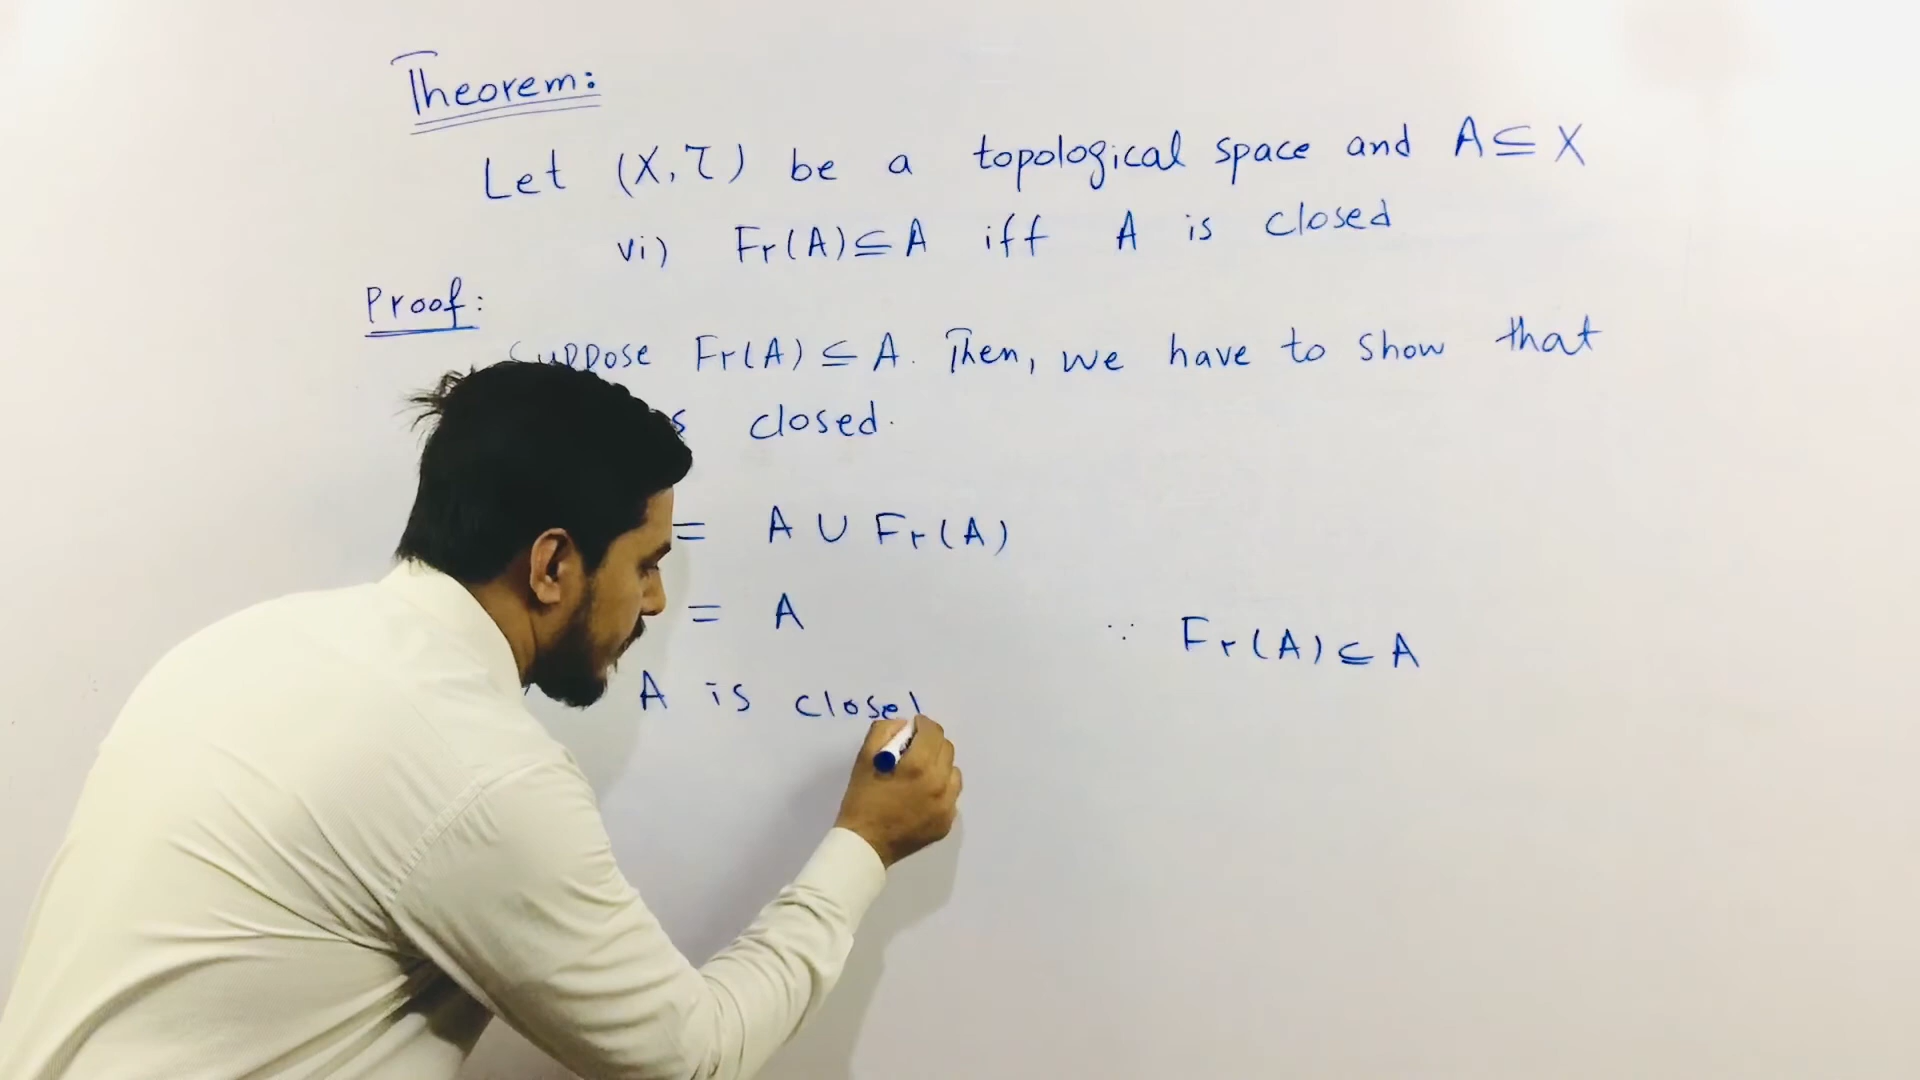 Theorem:
Let (X, τ) be a topological space and A ⊆ X
vi) Fr(A) ⊆ A iff A is closed
Proof:
Suppose Fr(A) ⊆ A. Then, we have to show that
closed.
= A ∪ Fr(A)
= A ∵ Fr(A) ⊆ A
A is